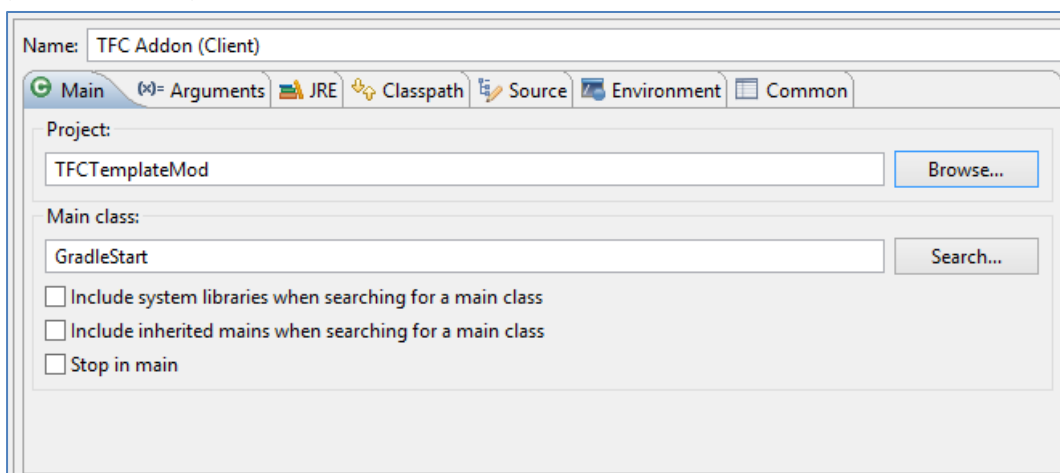 Name: TFC Addon (Client)
Main (x)= Arguments JRE Classpath Source Environment Common
Project:
TFCTemplateMod Browse...
Main class:
GradleStart Search...
Include system libraries when searching for a main class
Include inherited mains when searching for a main class
Stop in main